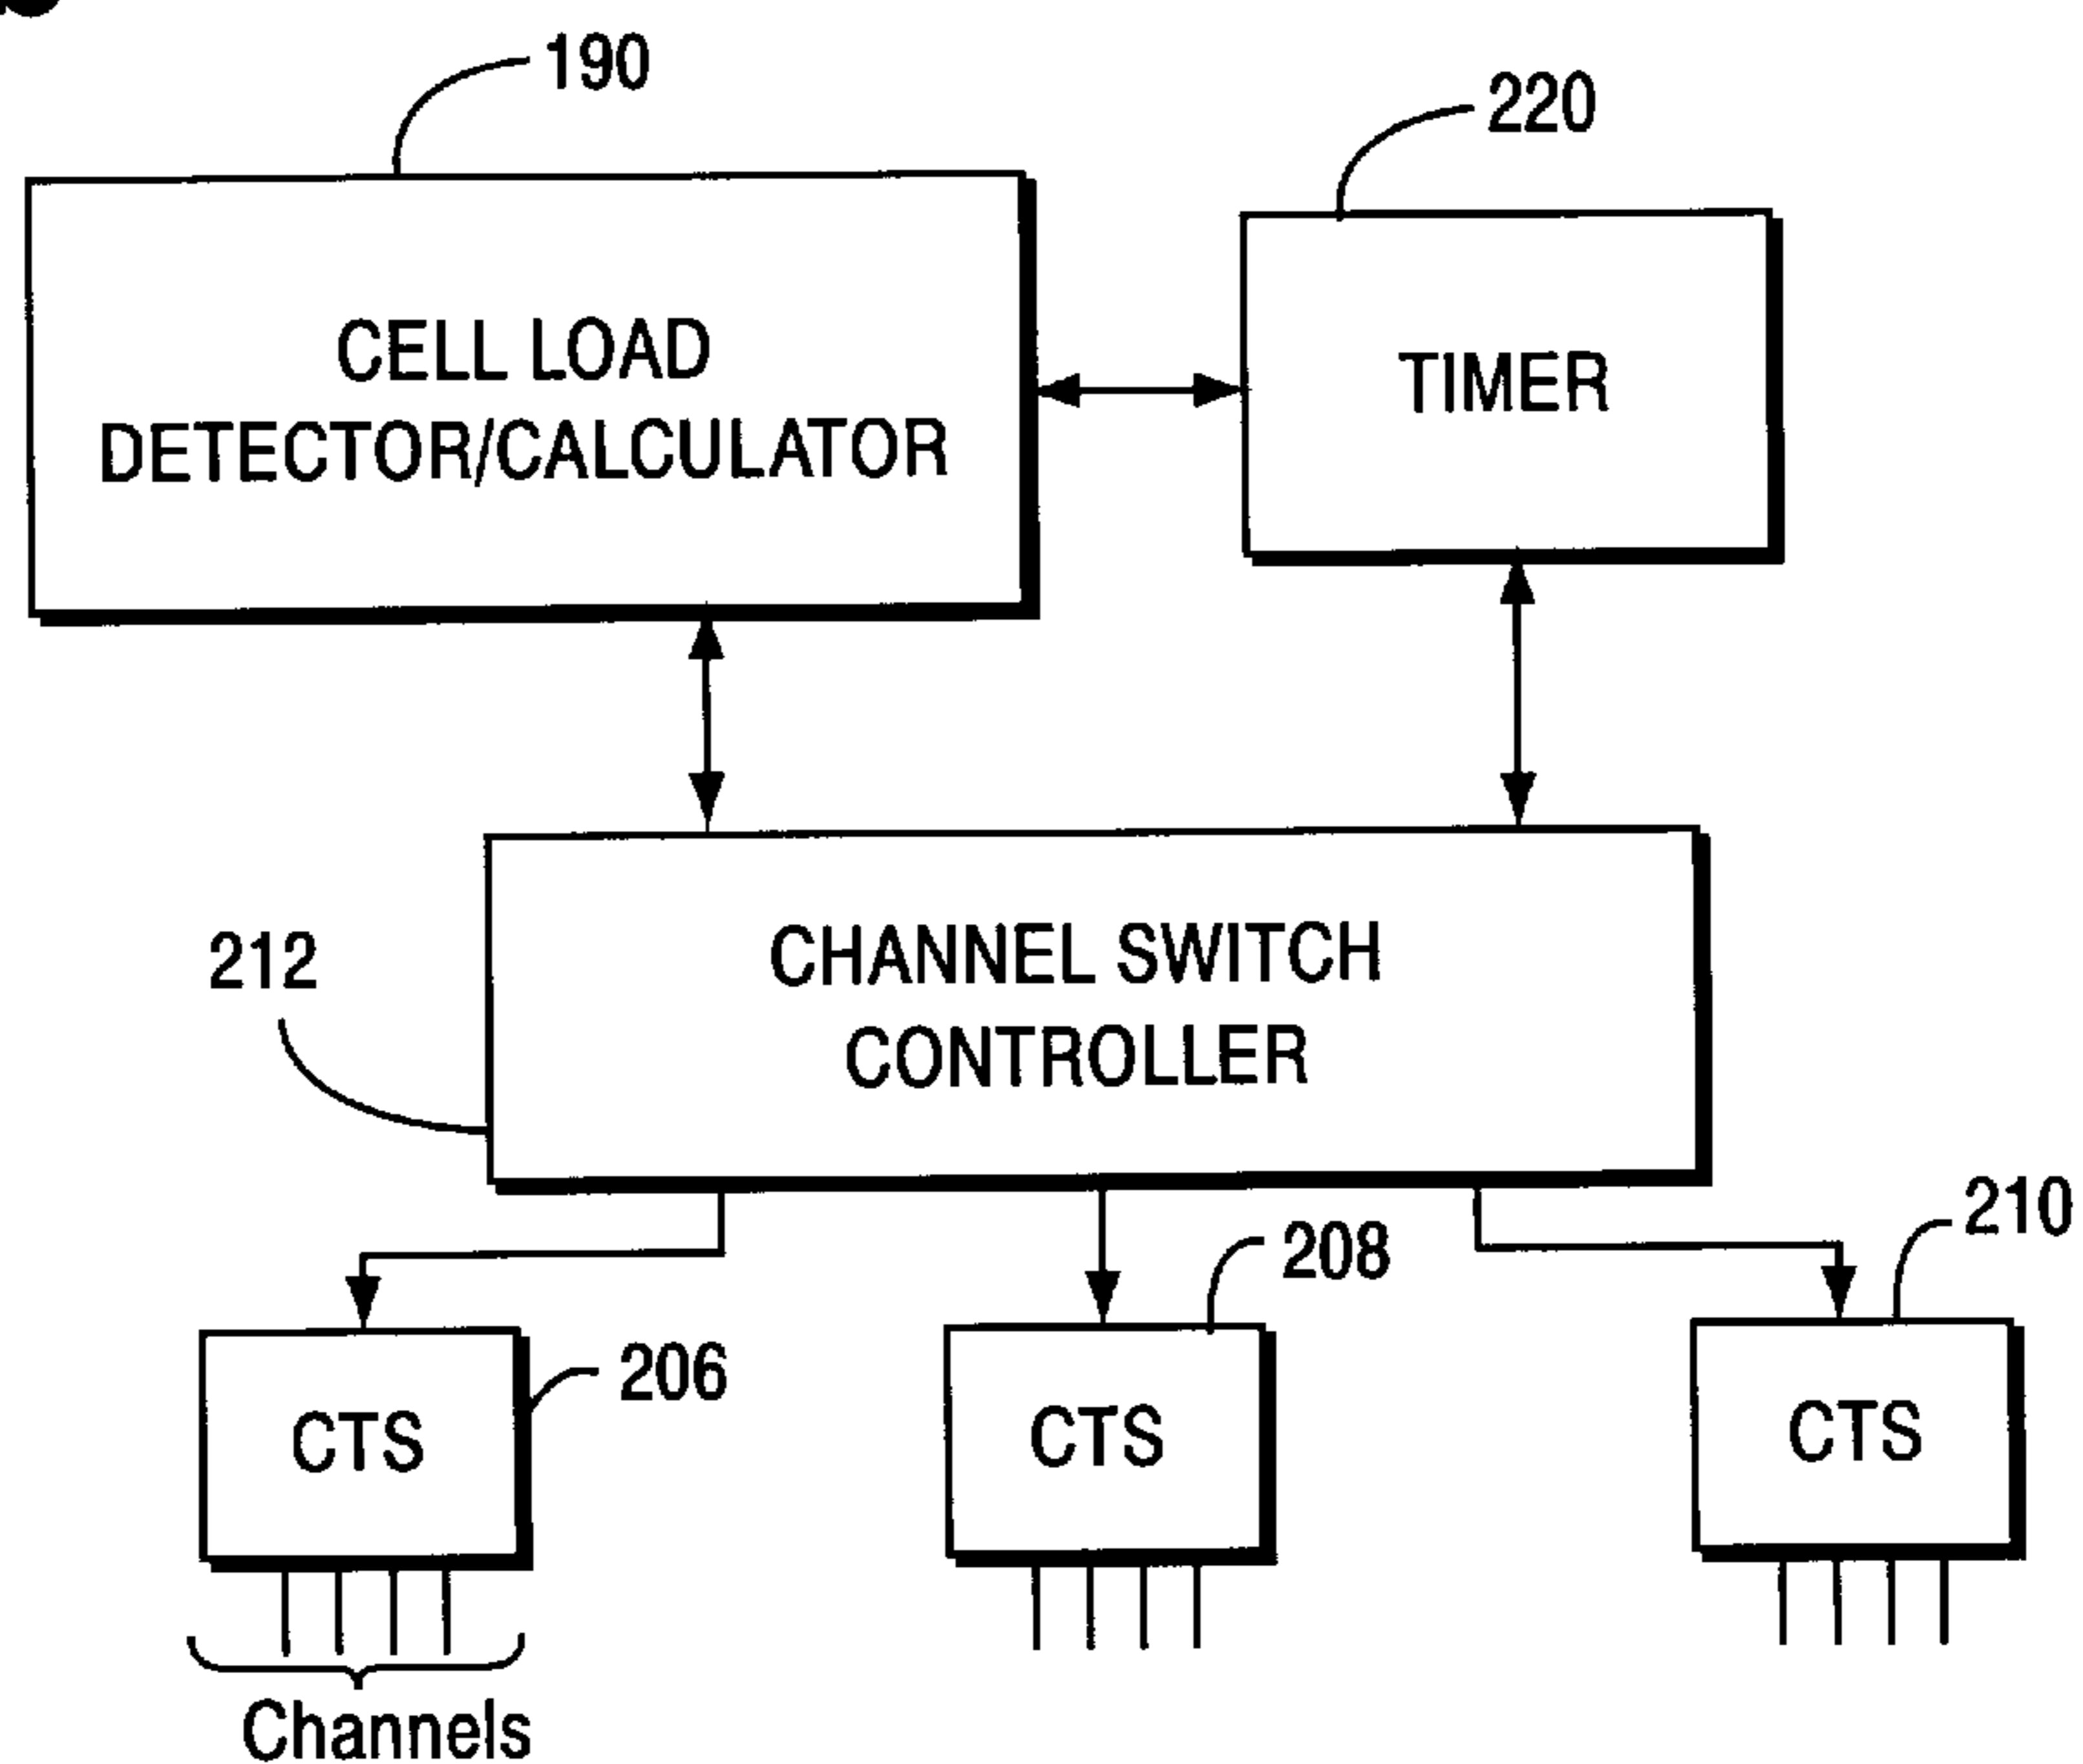 190
220
CELL LOAD
DETECTOR/CALCULATOR
TIMER
212
CHANNEL SWITCH
CONTROLLER
206
208
210
CTS
CTS
CTS
Channels